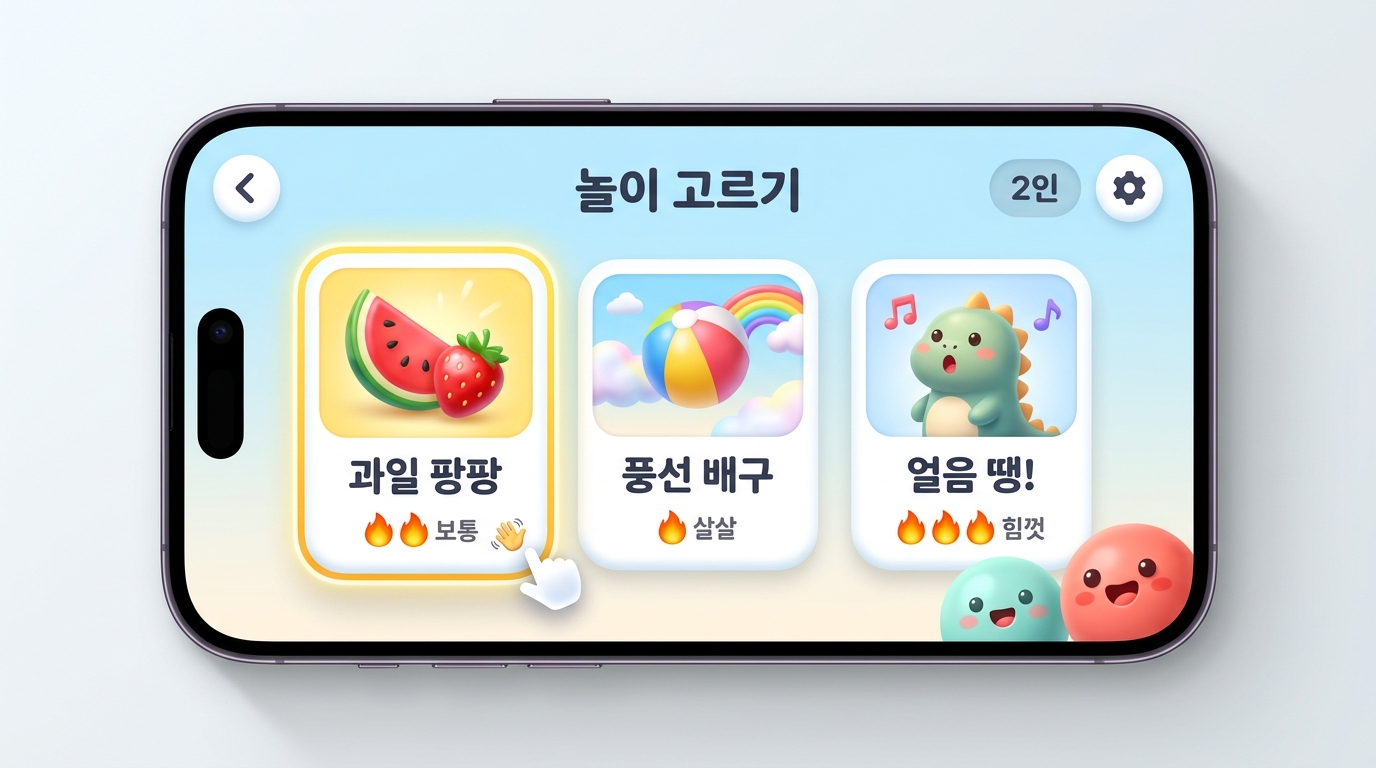 놀이 고르기
2인
과일 팡팡
보통
풍선 배구
살살
얼음 땡!
힘껏